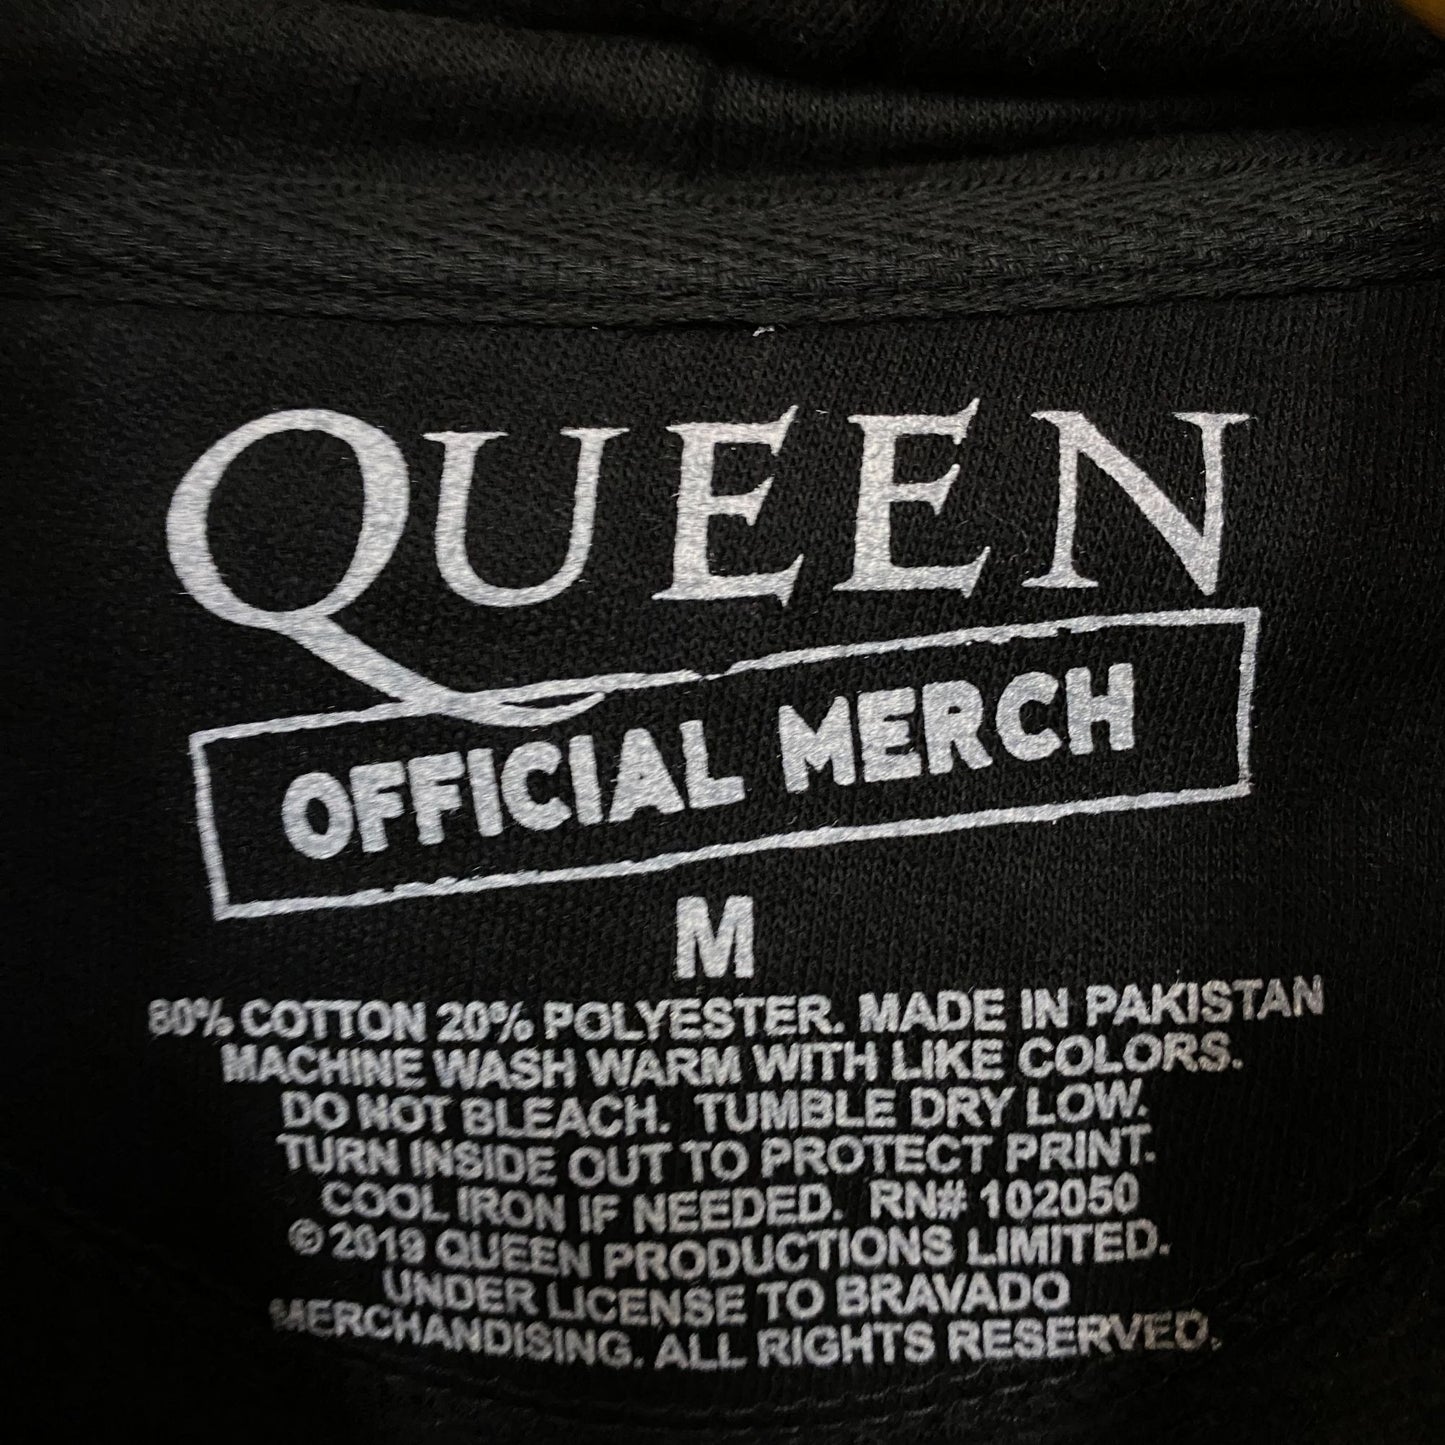 QUEEN
OFFICIAL MERCH
M
80% COTTON 20% POLYESTER. MADE IN PAKISTAN
MACHINE WASH WARM WITH LIKE COLORS.
DO NOT BLEACH. TUMBLE DRY LOW.
TURN INSIDE OUT TO PROTECT PRINT.
COOL IRON IF NEEDED. RN# 102050
© 2019 QUEEN PRODUCTIONS LIMITED.
UNDER LICENSE TO BRAVADO
MERCHANDISING. ALL RIGHTS RESERVED.